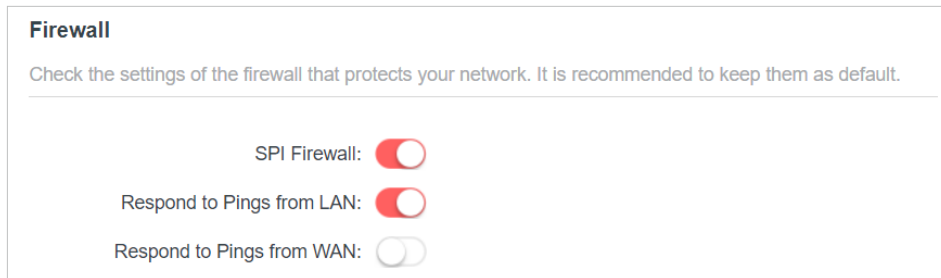 Firewall
Check the settings of the firewall that protects your network. It is recommended to keep them as default.
SPI Firewall:
Respond to Pings from LAN:
Respond to Pings from WAN: